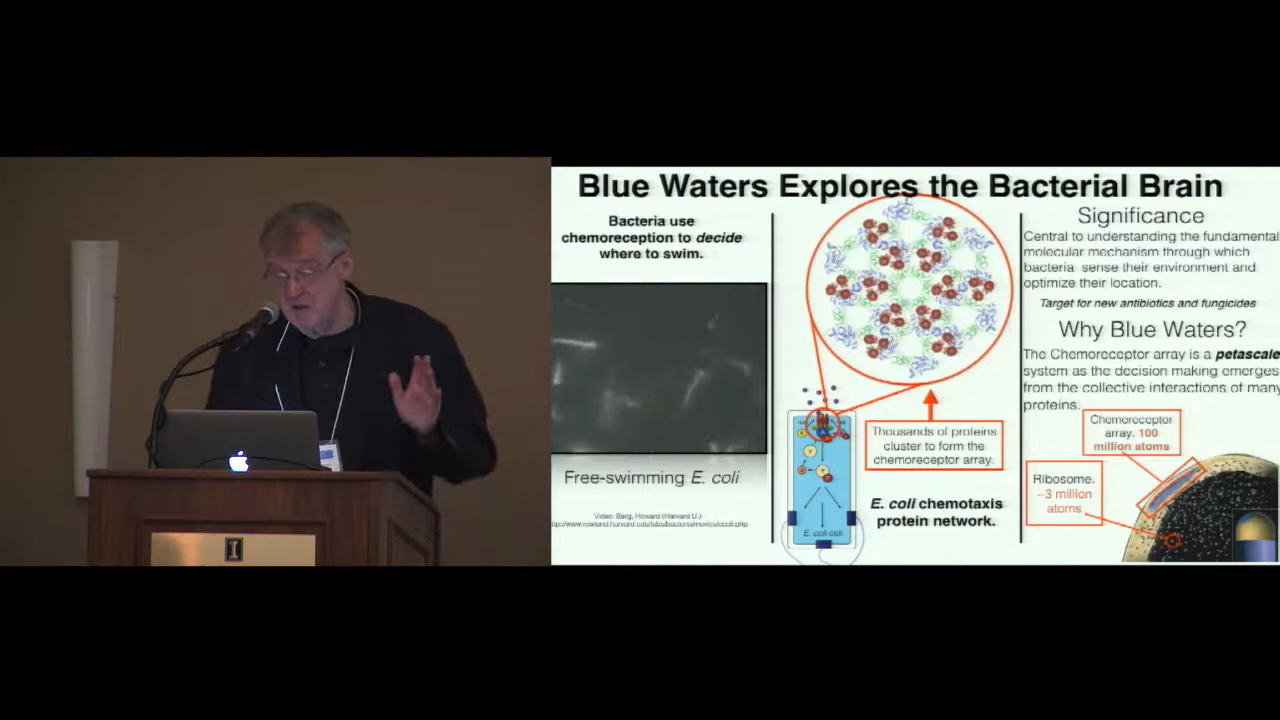 Blue Waters Explores the Bacterial Brain
Bacteria use
chemoreception to decide
where to swim.
Free-swimming E. coli
Video: Berg, Howard (Harvard U.)
Thousands of proteins
cluster to form the
chemoreceptor array.
E. coli chemotaxis
protein network.
E. coli cell
Significance
Central to understanding the fundamental
molecular mechanism through which
bacteria sense their environment and
optimize their location.
Target for new antibiotics and fungicides
Why Blue Waters?
The Chemoreceptor array is a petascale
system as the decision making emerges
from the collective interactions of many
proteins.
Chemoreceptor
array. 100
million atoms
Ribosome.
~3 million
atoms
I